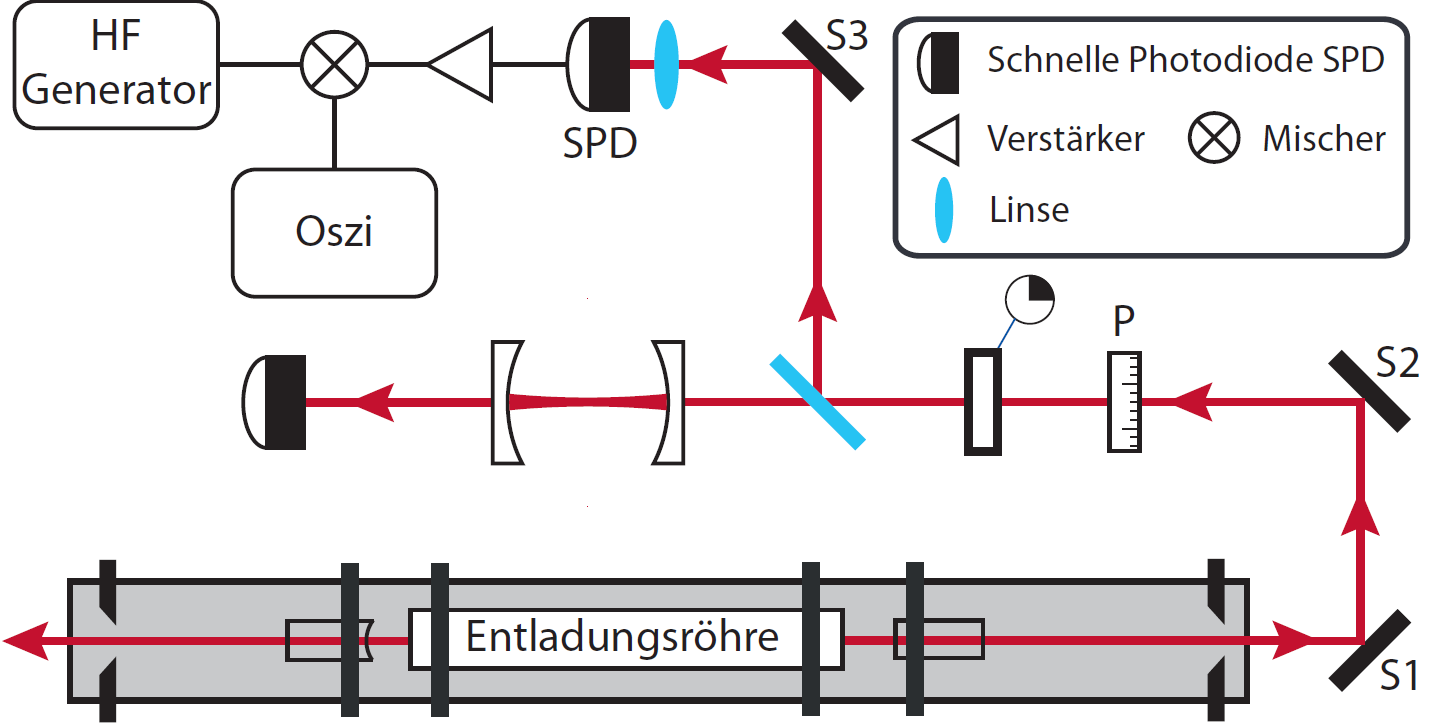 HF
Generator
S3
Schnelle Photodiode SPD
SPD
Verstärker
Mischer
Oszi
Linse
P
S2
Entladungsröhre
S1